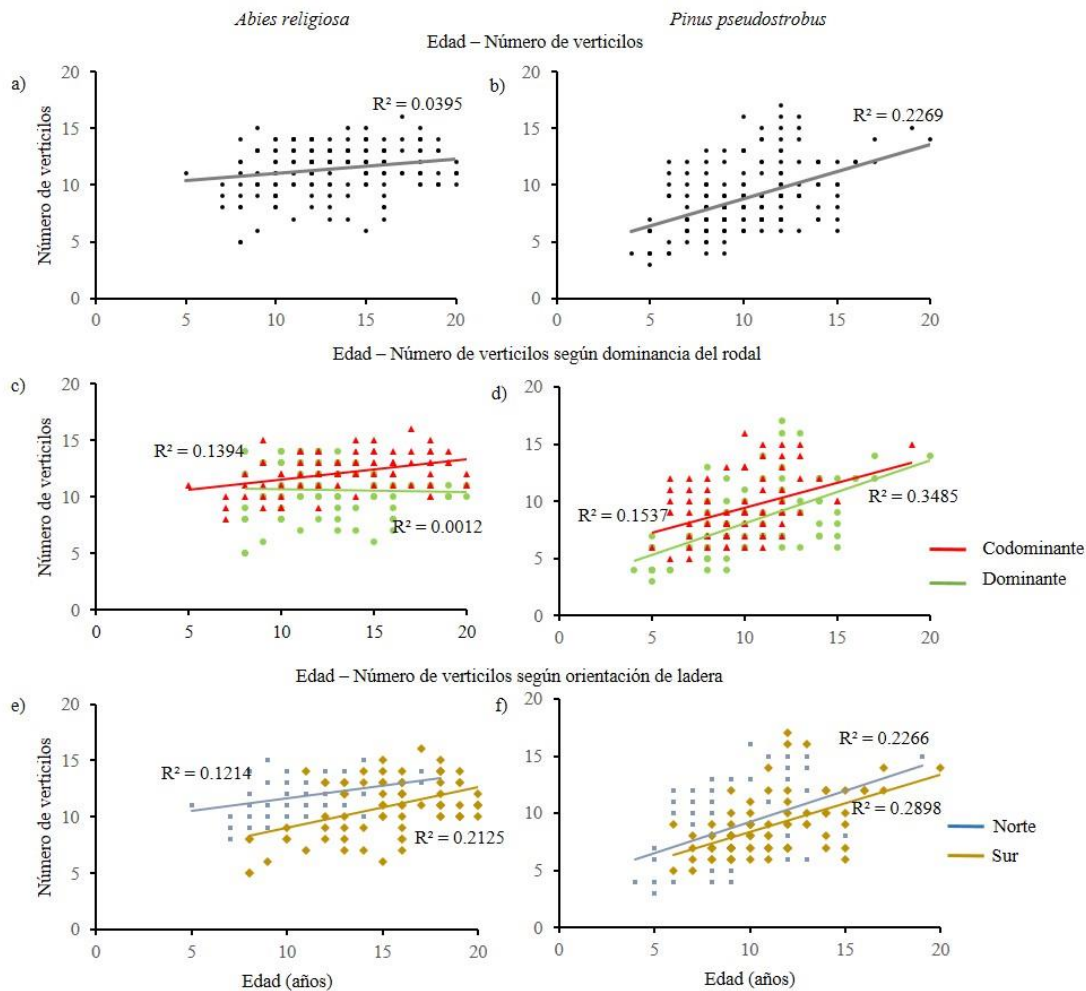 Abies religiosa
Pinus pseudostrobus
Edad – Número de verticilos
a)
Número de verticilos
20
15
10
5
0
0
5
10
15
20
R² = 0.0395
b)
20
15
10
5
0
0
5
10
15
20
R² = 0.2269
Edad – Número de verticilos según dominancia del rodal
c)
Número de verticilos
20
15
10
5
0
0
5
10
15
20
R² = 0.1394
R² = 0.0012
d)
20
15
10
5
0
0
5
10
15
20
R² = 0.1537
R² = 0.3485
Codominante
Dominante
Edad – Número de verticilos según orientación de ladera
e)
Número de verticilos
20
15
10
5
0
0
5
10
15
20
R² = 0.1214
R² = 0.2125
Edad (años)
f)
20
15
10
5
0
0
5
10
15
20
R² = 0.2266
R² = 0.2898
Norte
Sur
Edad (años)